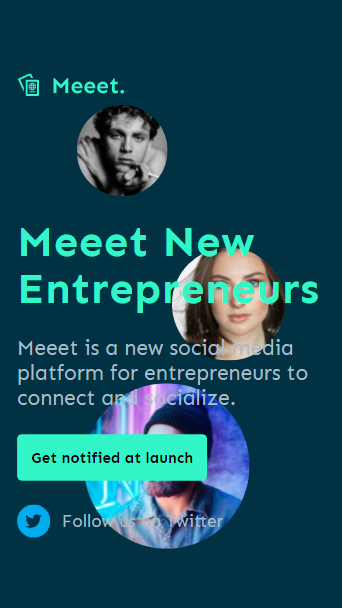 Meeet.
Meeet New
Entrepreneurs
Meeet is a new social media
platform for entrepreneurs to
connect and socialize.
Get notified at launch
Follow us on Twitter